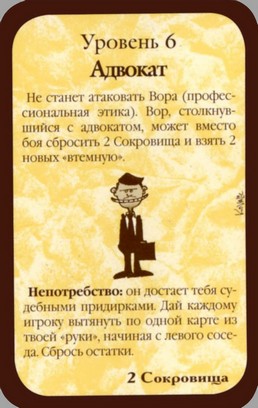 Уровень 6
Адвокат
Не станет атаковать Вора (профес-
сиональная этика). Вор, столкнув-
шийся с адвокатом, может вместо
боя сбросить 2 Сокровища и взять 2
новых «втемную».
Непотребство: он достает тебя су-
дебными придирками. Дай каждому
игроку вытянуть по одной карте из
твоей «руки», начиная с левого сосе-
да. Сбрось остатки.
2 Сокровища